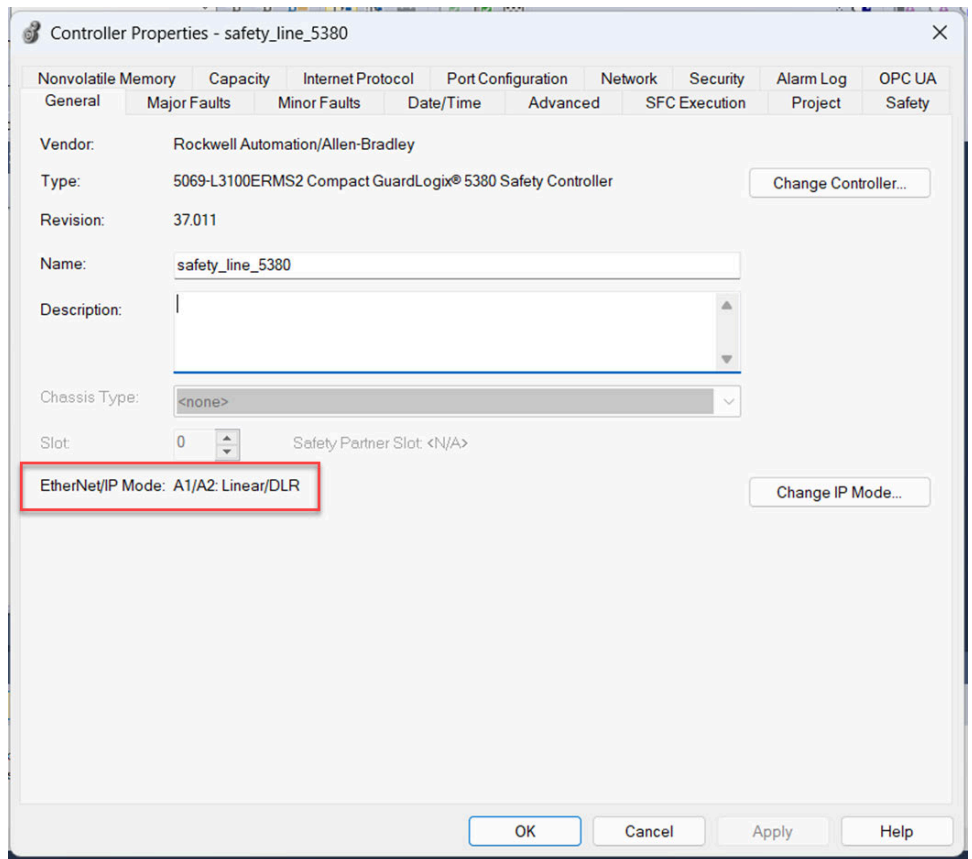 Controller Properties - safety_line_5380
Nonvolatile Memory Capacity Internet Protocol Port Configuration Network Security Alarm Log OPC UA
General Major Faults Minor Faults Date/Time Advanced SFC Execution Project Safety
Vendor: Rockwell Automation/Allen-Bradley
Type: 5069-L3100ERMS2 Compact GuardLogix® 5380 Safety Controller Change Controller...
Revision: 37.011
Name: safety_line_5380
Description:
Chassis Type: <none>
Slot: 0 Safety Partner Slot: <N/A>
EtherNet/IP Mode: A1/A2: Linear/DLR Change IP Mode...
OK Cancel Apply Help